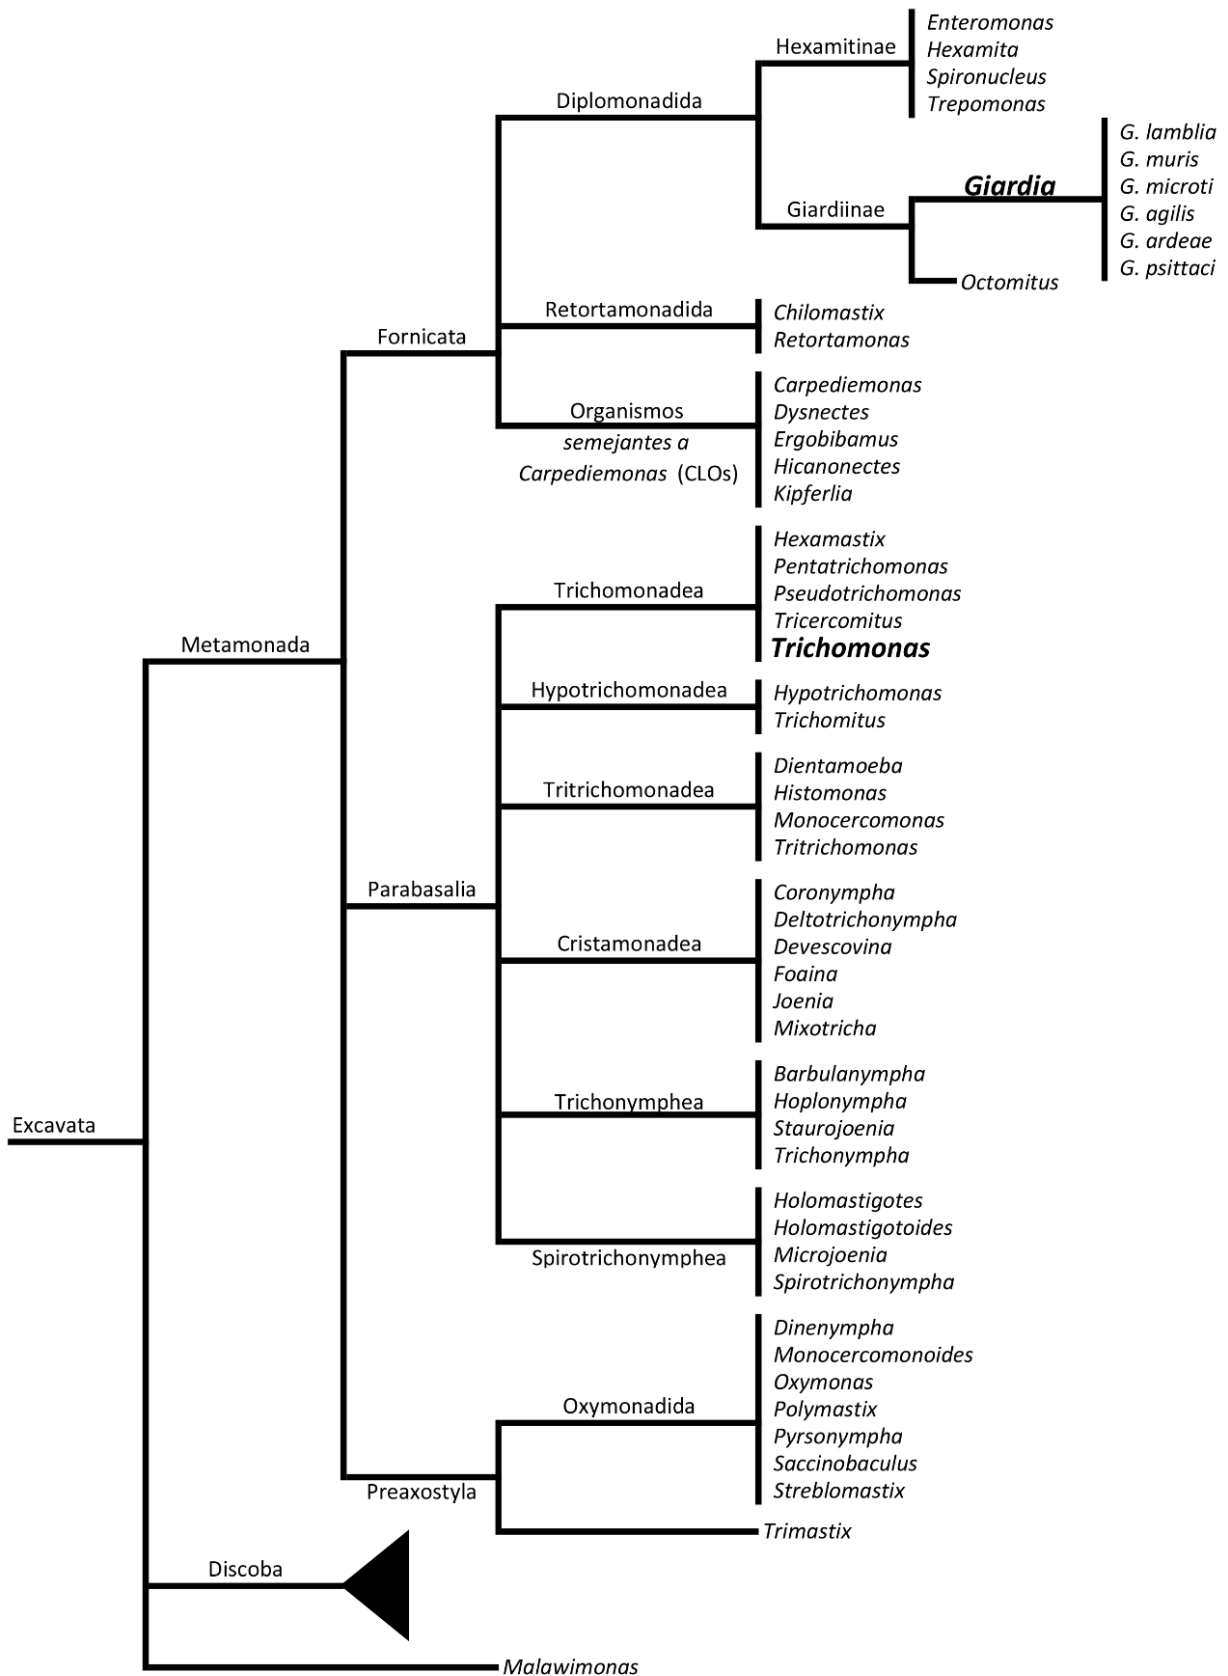 Enteromonas
Hexamitinae
Hexamita
Spironucleus
Diplomonadida
Trepomonas
G. lamblia
G. muris
Giardia
G. microti
Giardiinae
G. agilis
G. ardeae
G. psittaci
Octomitus
Retortamonadida
Chilomastix
Retortamonas
Fornicata
Carpediemonas
Organismos
semejantes a
Carpediemonas (CLOs)
Dysnectes
Ergobibamus
Hicanonectes
Kipferlia
Hexamastix
Pentatrichomonas
Trichomonadea
Pseudotrichomonas
Tricercomitus
Trichomonas
Metamonada
Hypotrichomonadea
Hypotrichomonas
Trichomitus
Dientamoeba
Tritrichomonadea
Histomonas
Monocercomonas
Tritrichomonas
Parabasalia
Coronympha
Deltotrichonympha
Cristamonadea
Devescovina
Foaina
Joenia
Mixotricha
Barbulanympha
Trichonymphea
Hoplonympha
Staurojoenia
Trichonympha
Excavata
Holomastigotes
Holomastigotoides
Spirotrichonymphea
Microjoenia
Spirotrichonympha
Dinenympha
Monocercomonoides
Oxymonas
Oxymonadida
Polymastix
Pyrsonympha
Saccinobaculus
Streblomastix
Preaxostyla
Trimastix
Discoba
Malawimonas